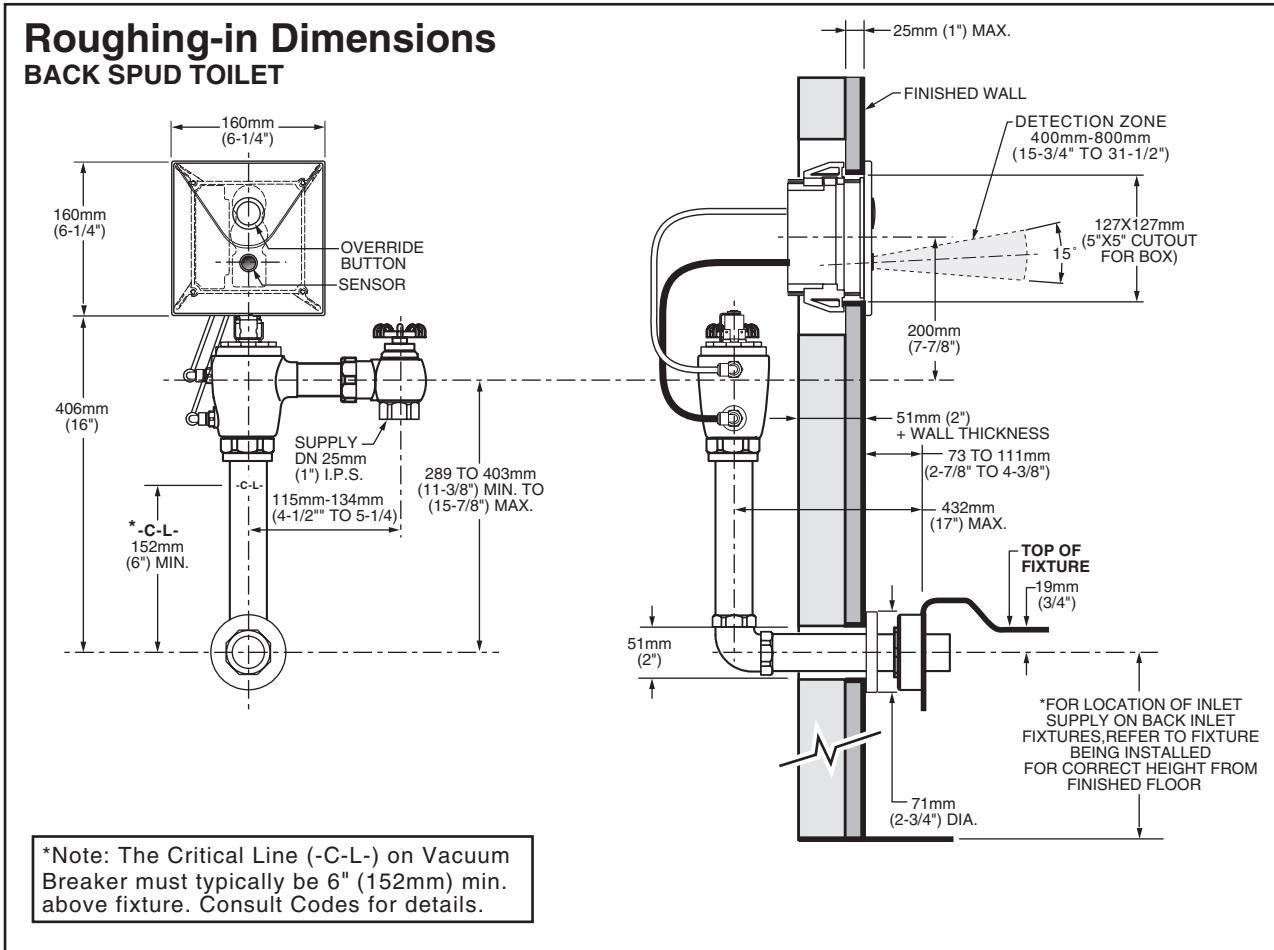 Roughing-in Dimensions
BACK SPUD TOILET
160mm
(6-1/4")
160mm
(6-1/4")
OVERRIDE
BUTTON
SENSOR
406mm
(16")
SUPPLY
DN 25mm
(1") I.P.S.
-C-L-
115mm-134mm
(4-1/2"" TO 5-1/4)
*-C-L-
152mm
(6") MIN.
289 TO 403mm
(11-3/8") MIN. TO
(15-7/8") MAX.
25mm (1") MAX.
FINISHED WALL
DETECTION ZONE
400mm-800mm
(15-3/4" TO 31-1/2")
127X127mm
(5"X5" CUTOUT
FOR BOX)
15°
200mm
(7-7/8")
51mm (2")
+ WALL THICKNESS
73 TO 111mm
(2-7/8" TO 4-3/8")
432mm
(17") MAX.
TOP OF
FIXTURE
19mm
(3/4")
51mm
(2")
*FOR LOCATION OF INLET
SUPPLY ON BACK INLET
FIXTURES,REFER TO FIXTURE
BEING INSTALLED
FOR CORRECT HEIGHT FROM
FINISHED FLOOR
71mm
(2-3/4") DIA.
*Note: The Critical Line (-C-L-) on Vacuum
Breaker must typically be 6" (152mm) min.
above fixture. Consult Codes for details.